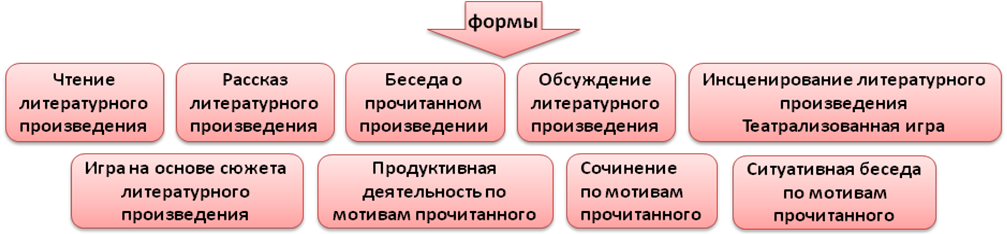 формы
Чтение
литературного
произведения
Рассказ
литературного
произведения
Беседа о
прочитанном
произведении
Обсуждение
литературного
произведения
Инсценирование литературного
произведения
Театрализованная игра
Игра на основе сюжета
литературного
произведения
Продуктивная
деятельность по
мотивам прочитанного
Сочинение
по мотивам
прочитанного
Ситуативная беседа
по мотивам
прочитанного